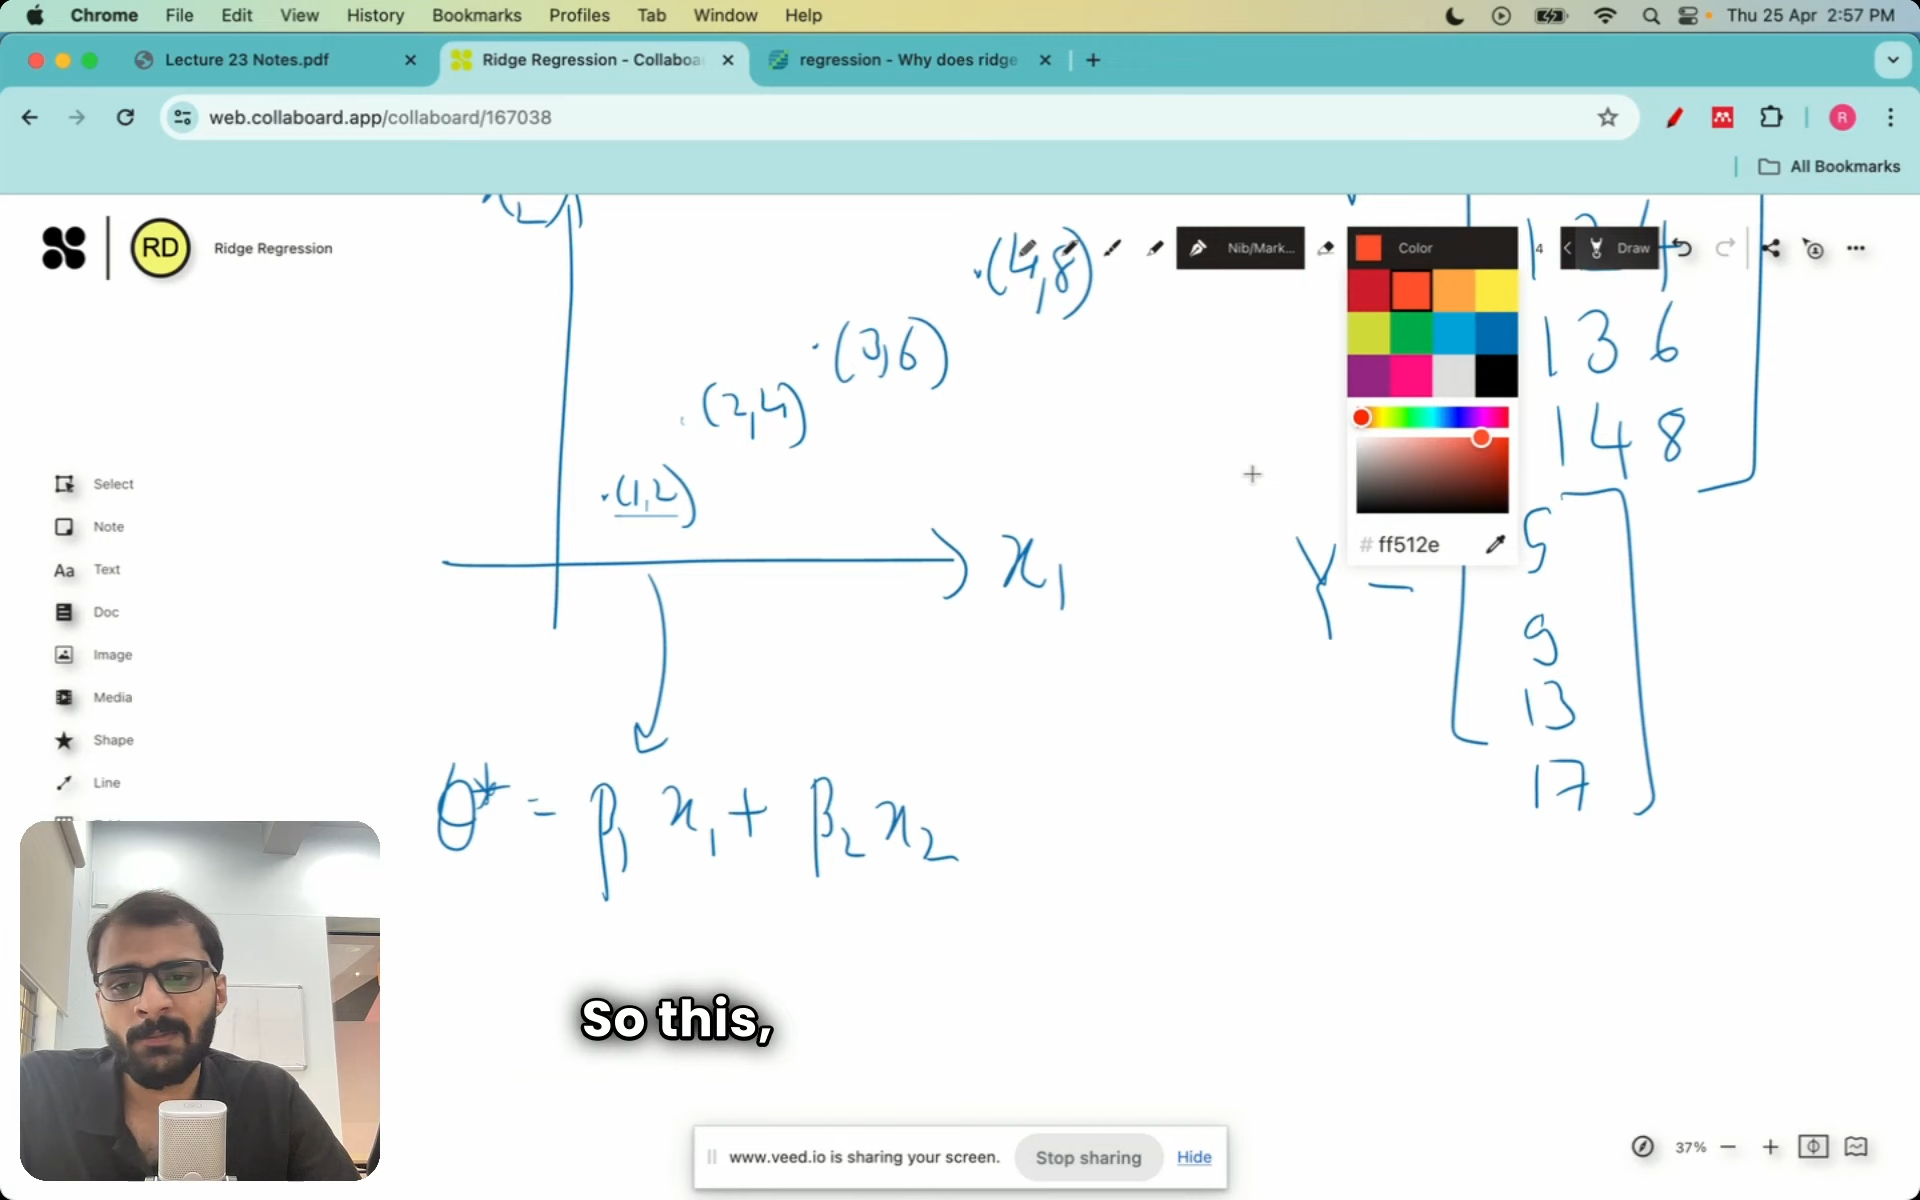 Chrome File Edit View History Bookmarks Profiles Tab Window Help Thu 25 Apr 2:57 PM
Lecture 23 Notes.pdf Ridge Regression - Collaboa regression - Why does ridge
web.collaboard.app/collaboard/167038 R
All Bookmarks
RD Ridge Regression Nib/Mark... Color 4 Draw
(4,8)
(3,6)
(2,4)
(1,2)
x1
1 3 6
1 4 8
# ff512e
Y =
5
9
13
17
θ* = β1 x1 + β2 x2
Select
Note
Aa Text
Doc
Image
Media
Shape
Line
So this,
www.veed.io is sharing your screen. Stop sharing Hide
37%